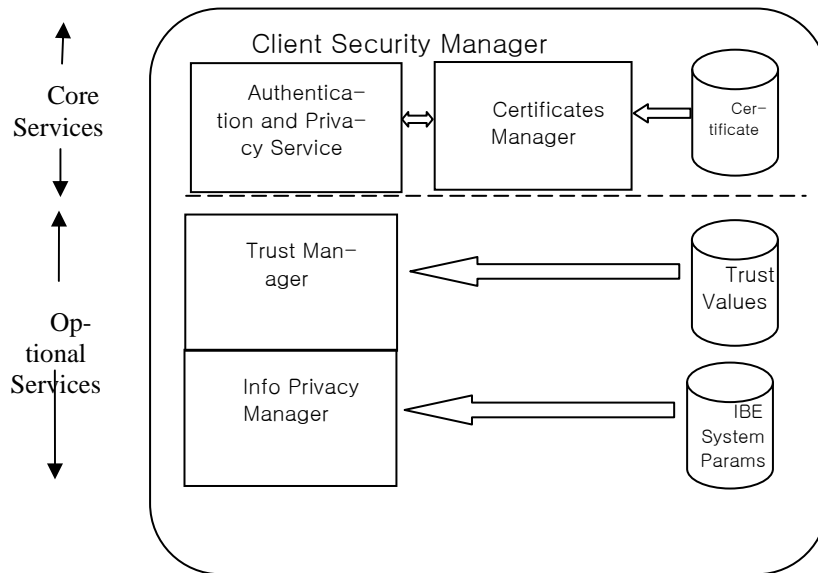 Client Security Manager
Core
Services
Authentica-
tion and Priva-
cy Service
Certificates
Manager
Cer-
tificate
Op-
tional
Services
Trust Man-
ager
Trust
Values
Info Privacy
Manager
IBE
System
Params